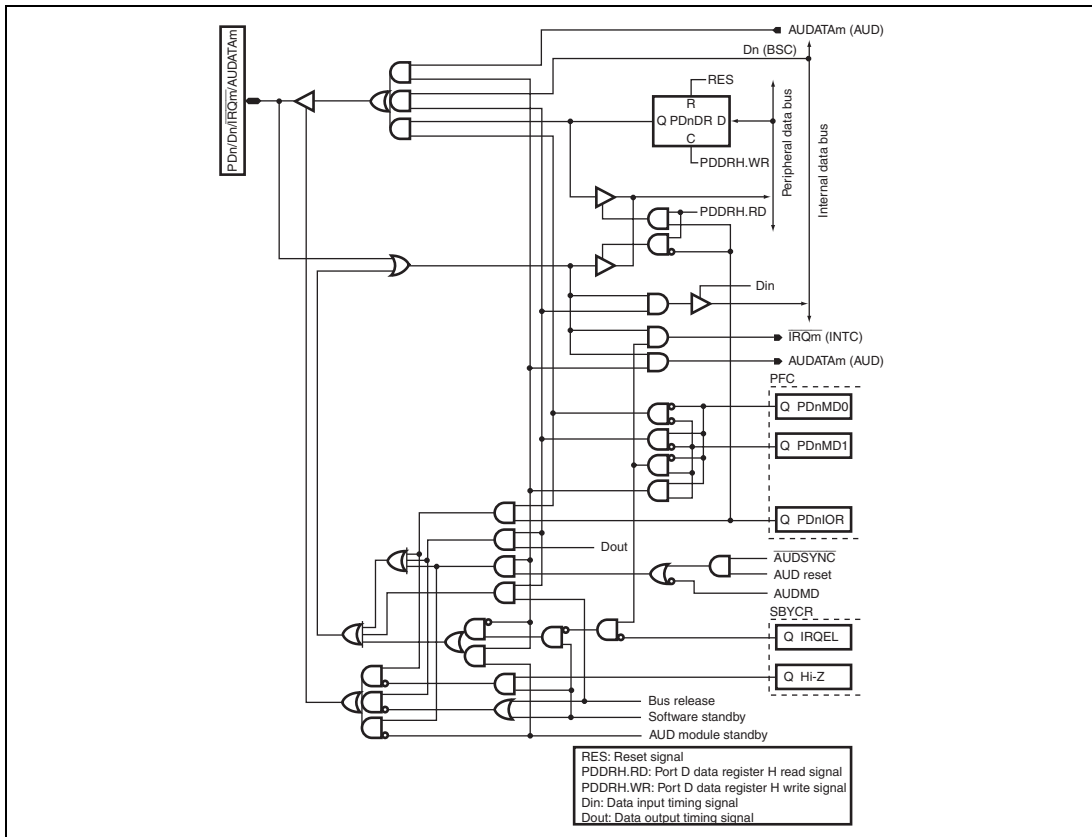 PDn/Dn/IRQm/AUDATAm
AUDATAm (AUD)
Dn (BSC)
RES
R
Q PDnDR D
C
PDDRH.WR
Peripheral data bus
Internal data bus
PDDRH.RD
Din
IRQm (INTC)
AUDATAm (AUD)
PFC
Q PDnMD0
Q PDnMD1
Q PDnIOR
Dout
AUDSYNC
AUD reset
AUDMD
SBYCR
Q IRQEL
Q Hi-Z
Bus release
Software standby
AUD module standby
RES: Reset signal
PDDRH.RD: Port D data register H read signal
PDDRH.WR: Port D data register H write signal
Din: Data input timing signal
Dout: Data output timing signal